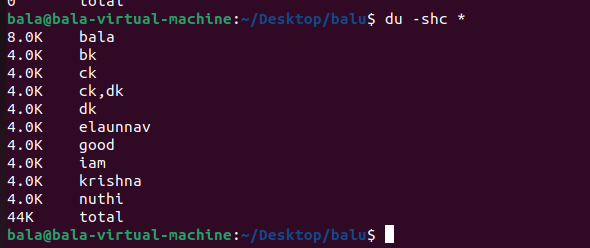 0 total
bala@bala-virtual-machine:~/Desktop/balu$ du -shc *
8.0K bala
4.0K bk
4.0K ck
4.0K ck,dk
4.0K dk
4.0K elaunnav
4.0K good
4.0K iam
4.0K krishna
4.0K nuthi
44K total
bala@bala-virtual-machine:~/Desktop/balu$